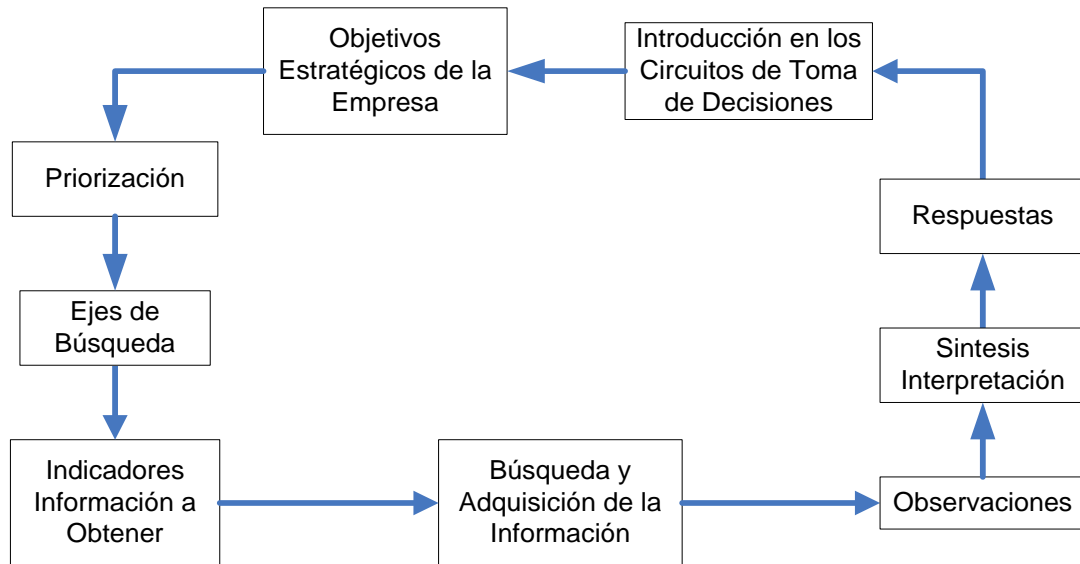 Objetivos
Estratégicos de la
Empresa
Introducción en los
Circuitos de Toma
de Decisiones
Priorización
Respuestas
Ejes de
Búsqueda
Sintesis
Interpretación
Indicadores
Información a
Obtener
Búsqueda y
Adquisición de la
Información
Observaciones